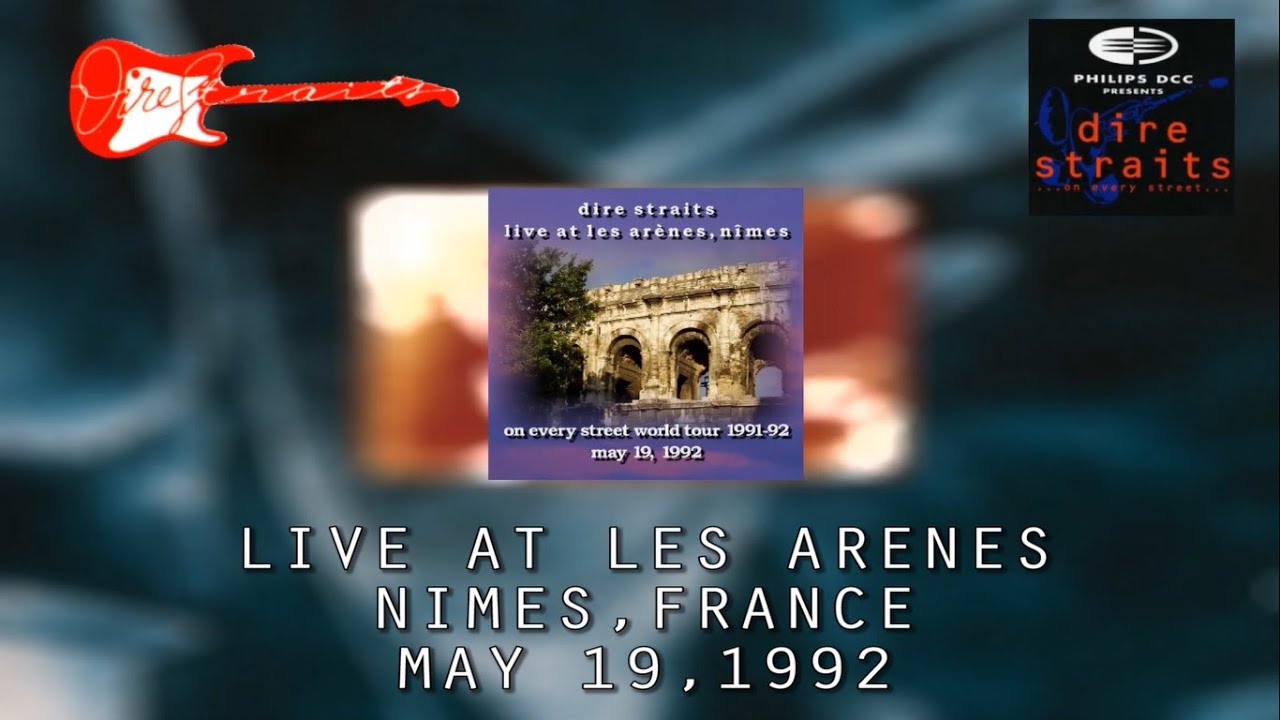 Dire Straits
PHILIPS DCC
PRESENTS
dire
straits
...on every street...
dire straits
live at les arènes, nîmes
on every street world tour 1991-92
may 19, 1992
LIVE AT LES ARENES
NIMES,FRANCE
MAY 19,1992